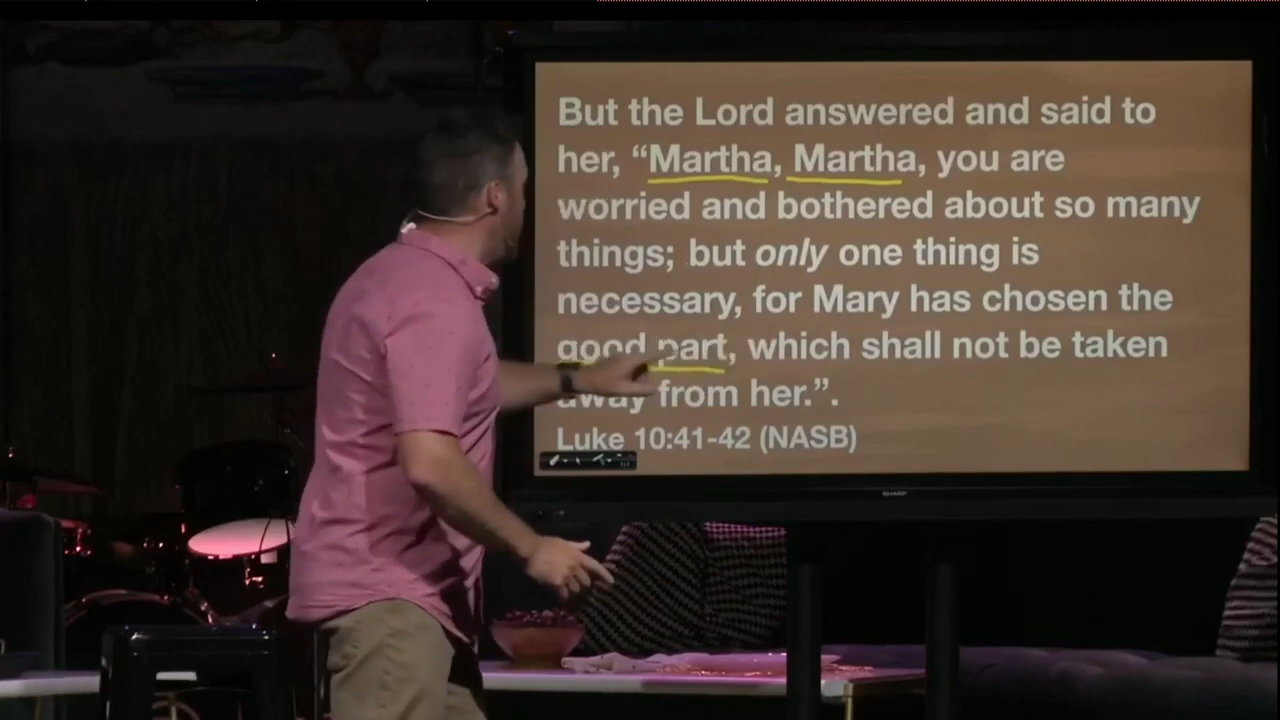 But the Lord answered and said to
her, “Martha, Martha, you are
worried and bothered about so many
things; but only one thing is
necessary, for Mary has chosen the
good part, which shall not be taken
away from her.”.
Luke 10:41-42 (NASB)
SHARP